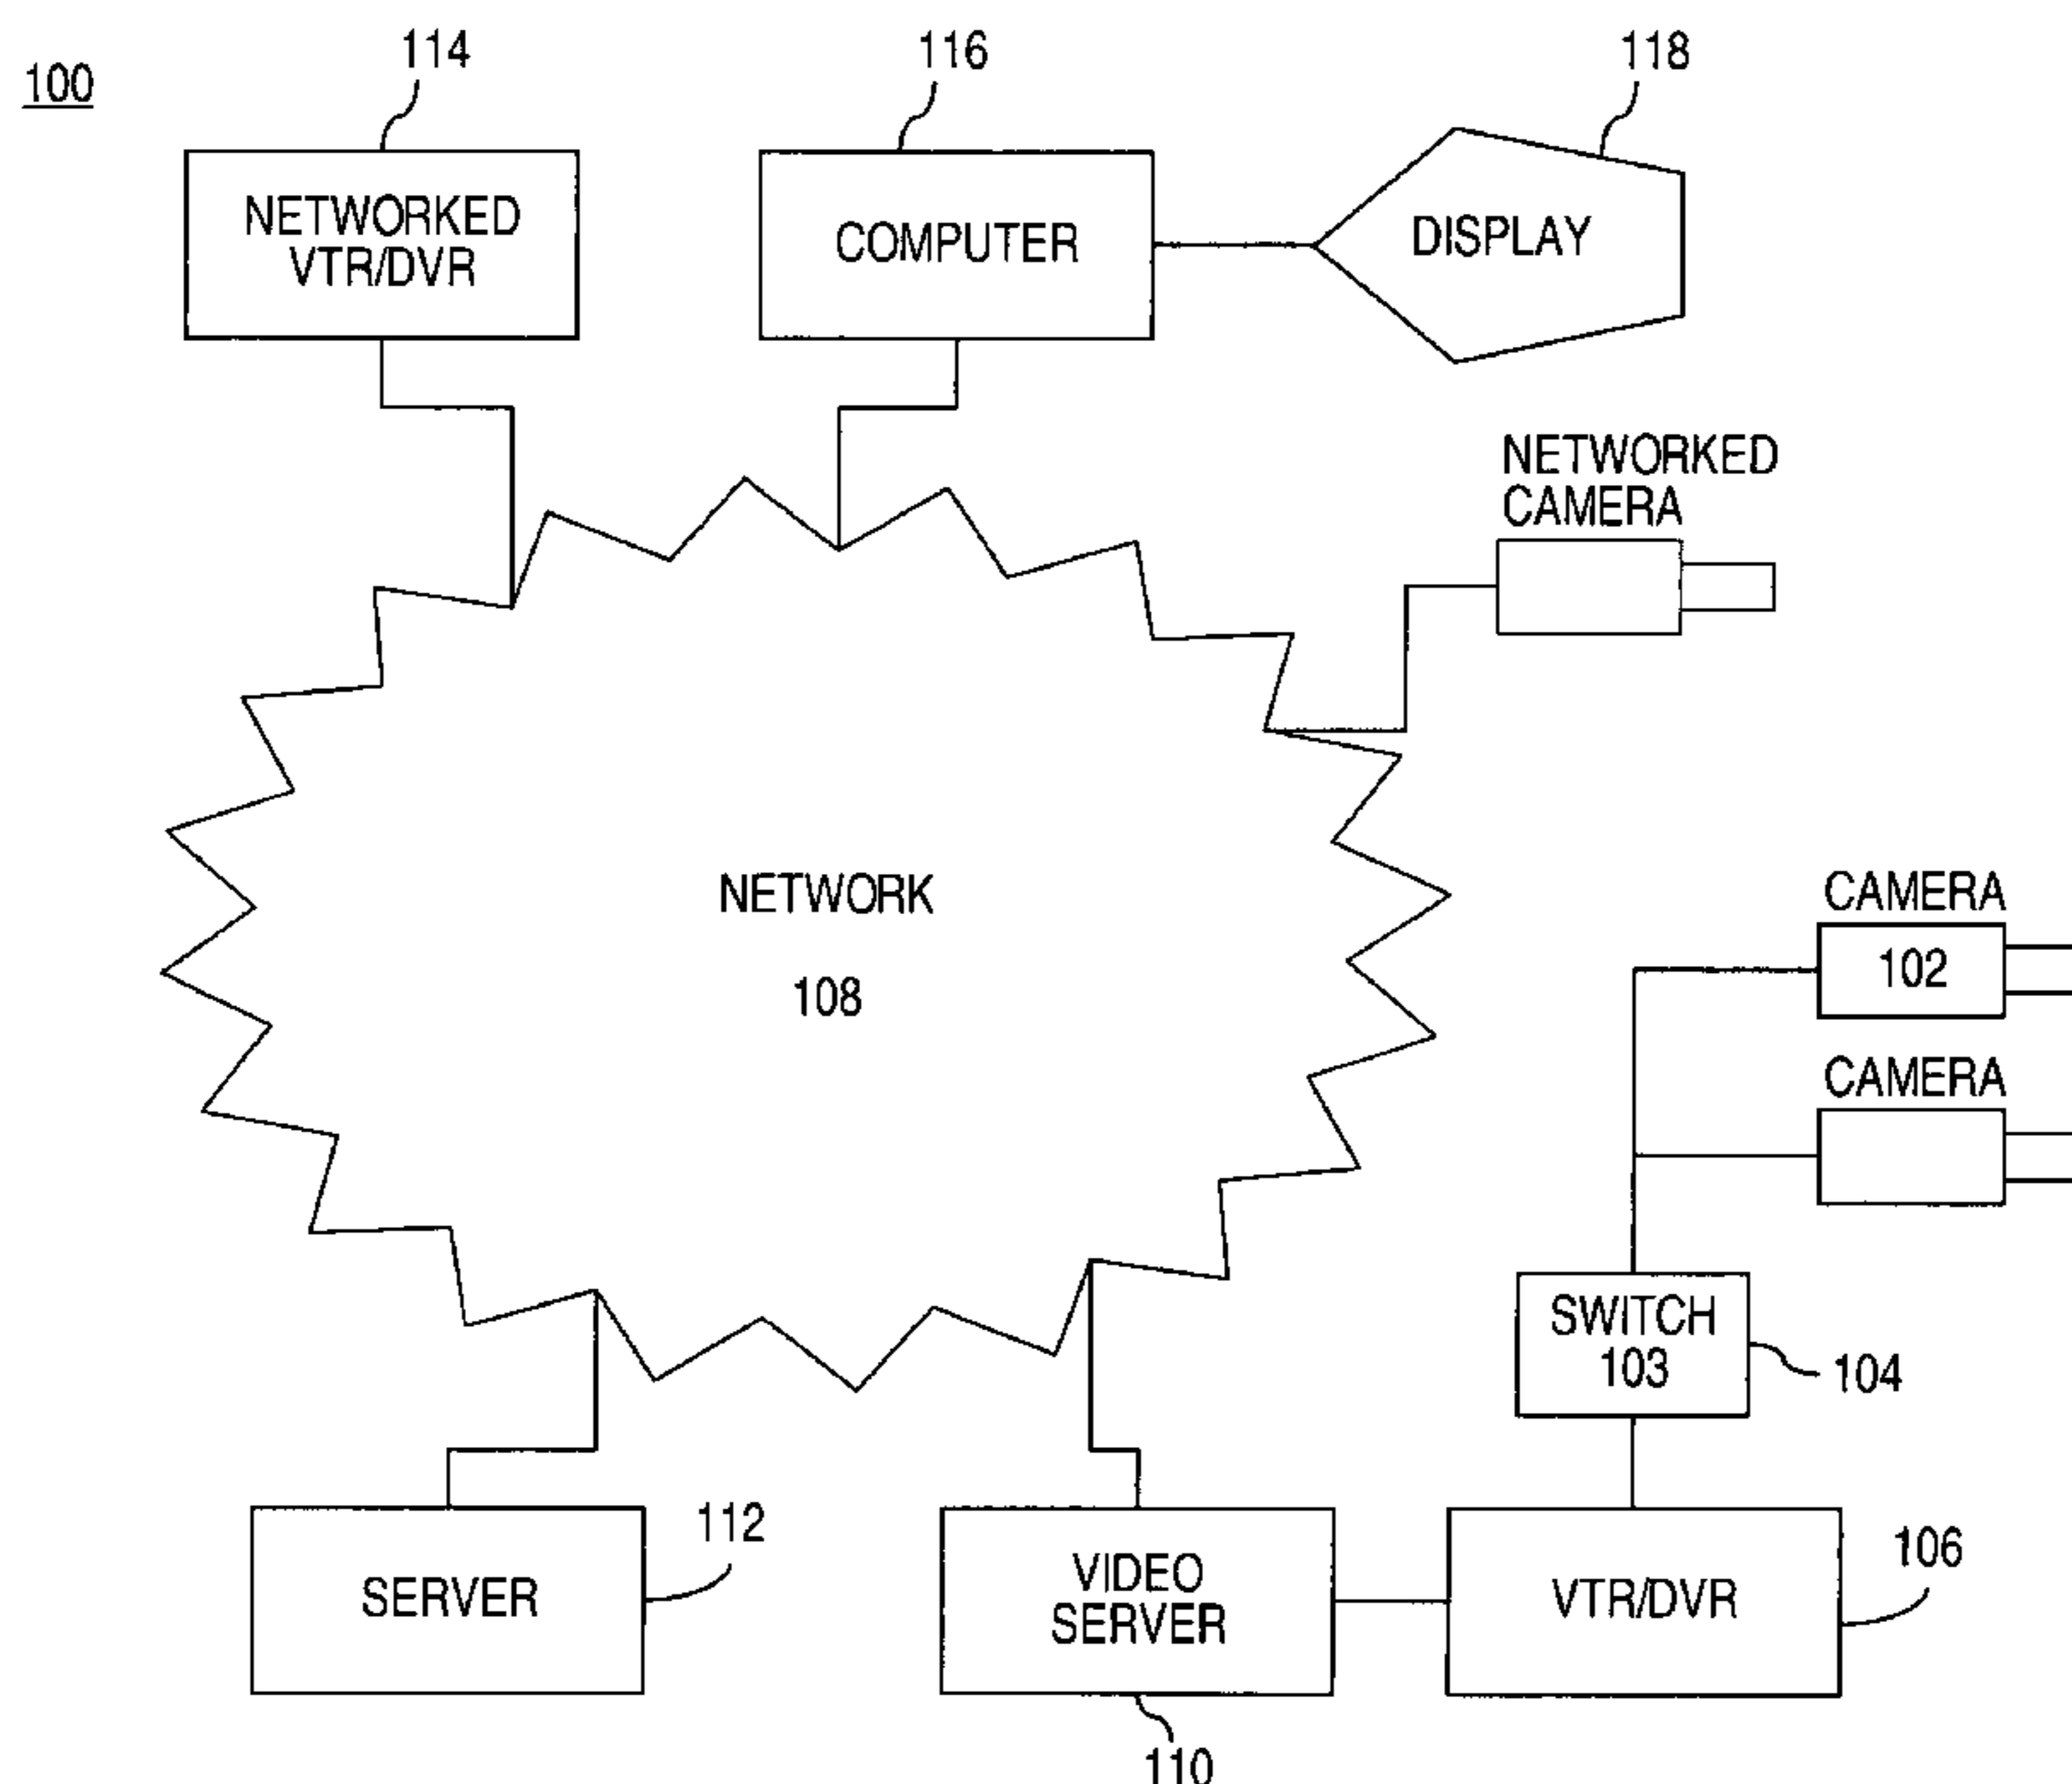 100
114
116
118
NETWORKED
VTR/DVR
COMPUTER
DISPLAY
NETWORKED
CAMERA
NETWORK
108
CAMERA
102
CAMERA
SWITCH
103
104
SERVER
112
VIDEO
SERVER
110
VTR/DVR
106